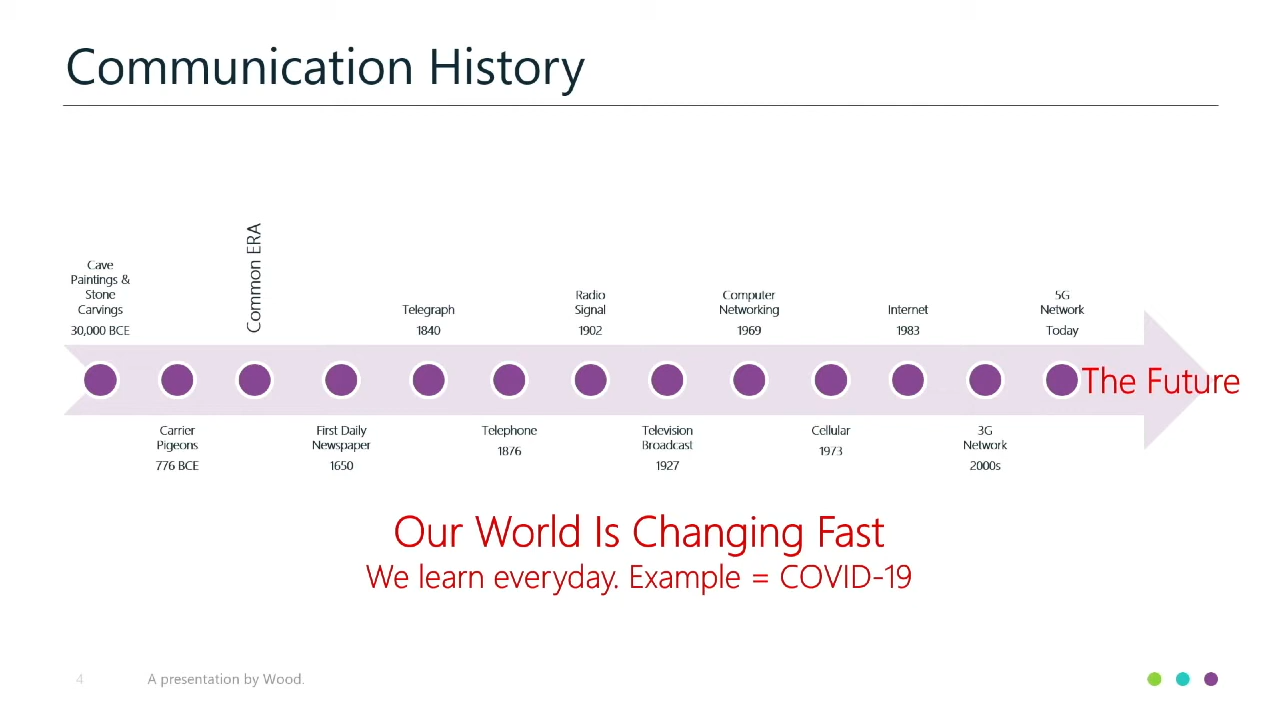 Communication History
Cave
Paintings &
Stone
Carvings
30,000 BCE
Carrier
Pigeons
776 BCE
Common ERA
First Daily
Newspaper
1650
Telegraph
1840
Telephone
1876
Radio
Signal
1902
Television
Broadcast
1927
Computer
Networking
1969
Cellular
1973
Internet
1983
3G
Network
2000s
5G
Network
Today
The Future
Our World Is Changing Fast
We learn everyday. Example = COVID-19
4
A presentation by Wood.